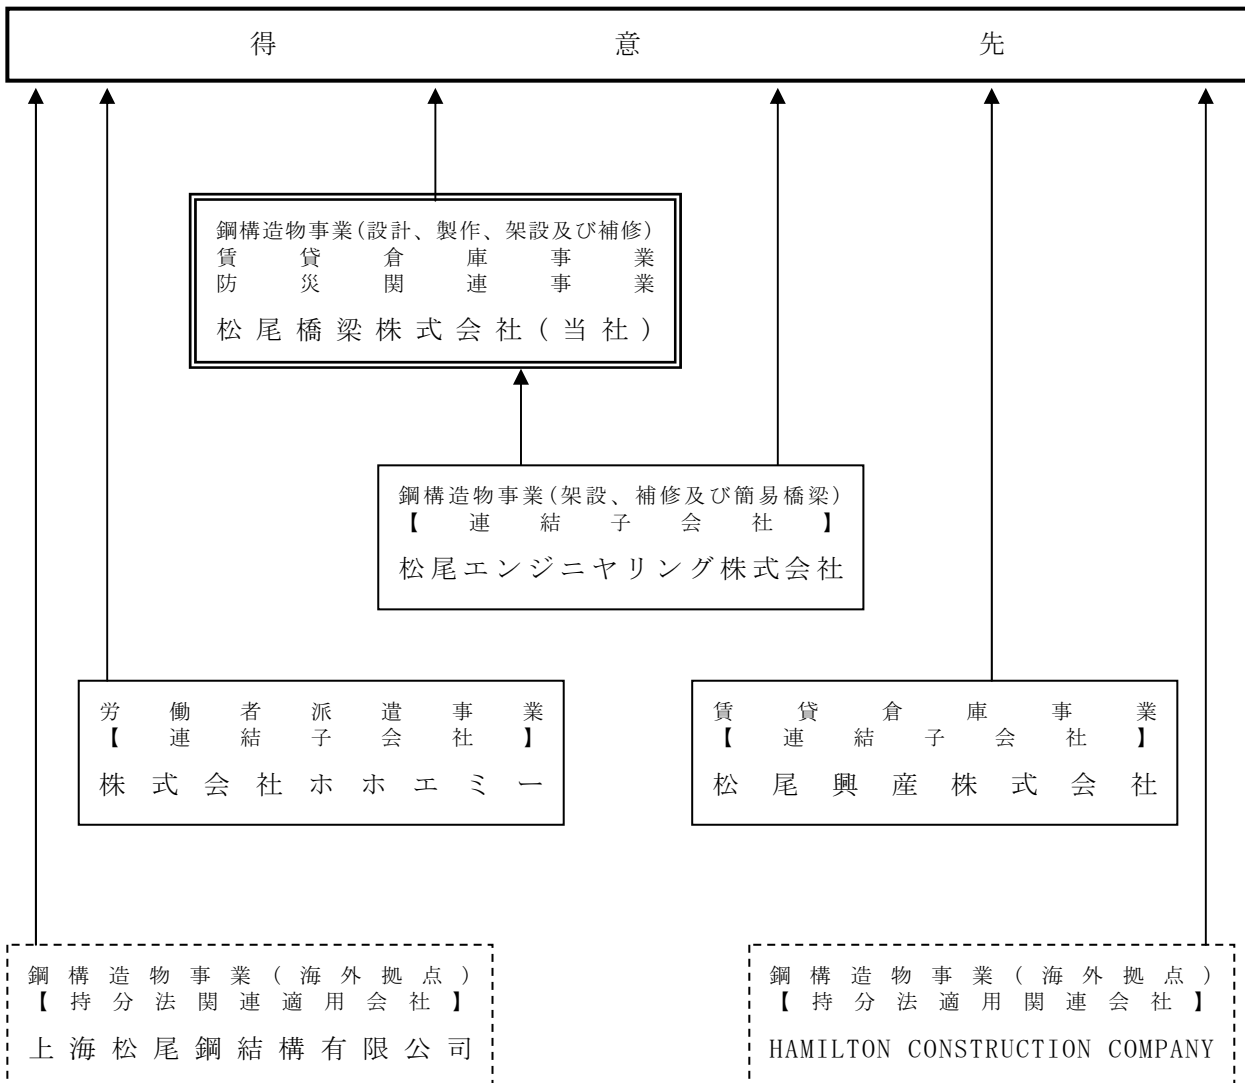 得意先
鋼構造物事業(設計、製作、架設及び補修)
賃貸倉庫事業
防災関連事業
松尾橋梁株式会社(当社)
鋼構造物事業(架設、補修及び簡易橋梁)
【連結子会社】
松尾エンジニヤリング株式会社
労働者派遣事業
【連結子会社】
株式会社ホホエミー
賃貸倉庫事業
【連結子会社】
松尾興産株式会社
鋼構造物事業(海外拠点)
【持分法関連適用会社】
上海松尾鋼結構有限公司
鋼構造物事業(海外拠点)
【持分法適用関連会社】
HAMILTON CONSTRUCTION COMPANY